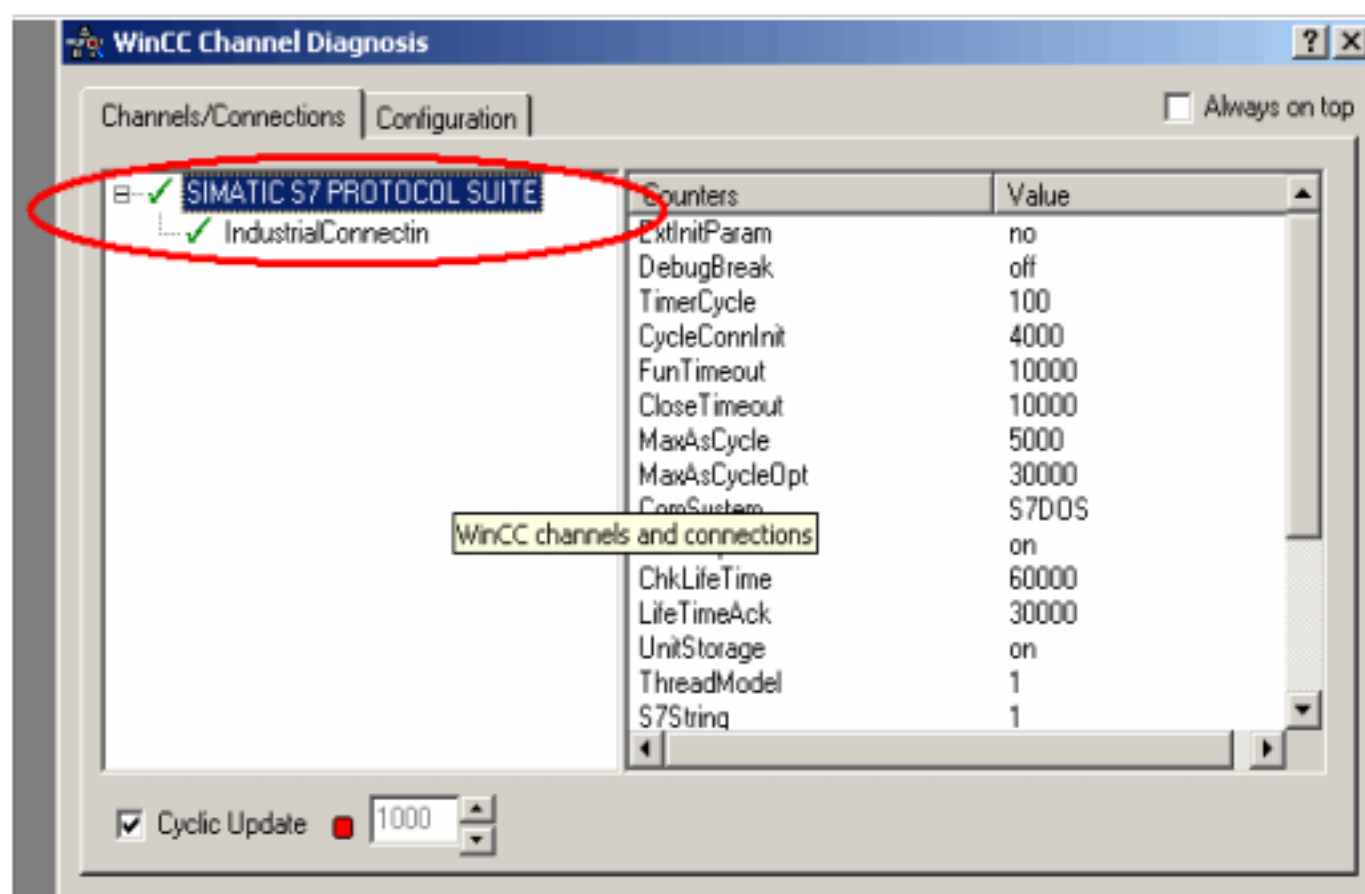 WinCC Channel Diagnosis
Channels/Connections Configuration Always on top
SIMATIC S7 PROTOCOL SUITE
IndustrialConnectin
Counters Value
ExtInitParam no
DebugBreak off
TimerCycle 100
CycleConnInit 4000
FunTimeout 10000
CloseTimeout 10000
MaxAsCycle 5000
MaxAsCycleOpt 30000
ComSystem S7DOS
WinCC channels and connections
on
ChkLifeTime 60000
LifeTimeAck 30000
UnitStorage on
ThreadModel 1
S7String 1
Cyclic Update 1000